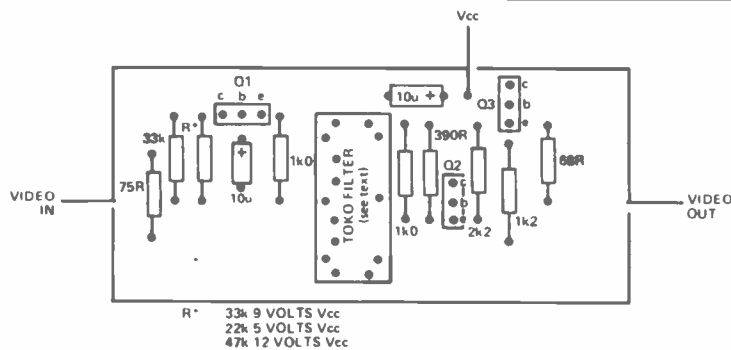 Vcc
Q1
c b e
10u +
Q3
c
b
e
33k
R*
+
10u
1k0
TOKO FILTER
(see text)
390R
Q2
c
b
e
1k0
2k2
1k2
68R
75R
VIDEO
IN
VIDEO
OUT
R* 33k 9 VOLTS Vcc
22k 5 VOLTS Vcc
47k 12 VOLTS Vcc